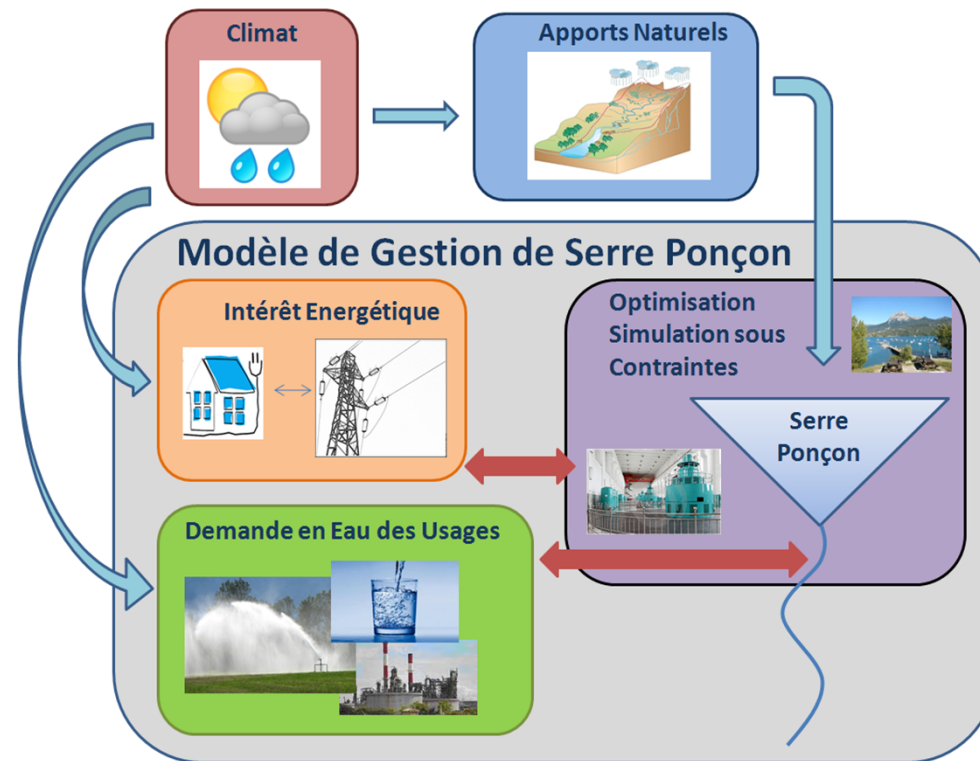 Climat
Apports Naturels
Modèle de Gestion de Serre Ponçon
Intérêt Energétique
Optimisation
Simulation sous
Contraintes
Serre
Ponçon
Demande en Eau des Usages